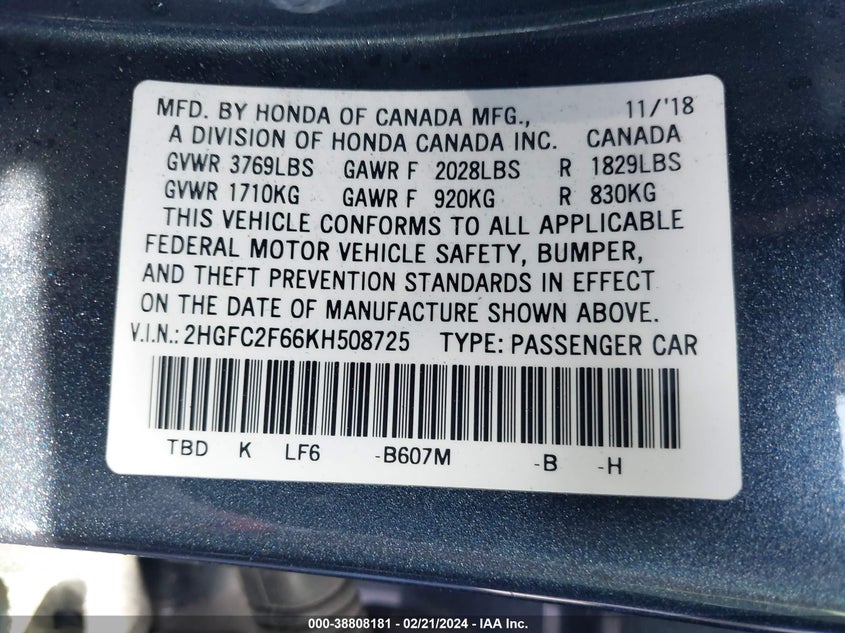 MFD. BY HONDA OF CANADA MFG., 11/'18
A DIVISION OF HONDA CANADA INC. CANADA
GVWR 3769LBS GAWR F 2028LBS R 1829LBS
GVWR 1710KG GAWR F 920KG R 830KG
THIS VEHICLE CONFORMS TO ALL APPLICABLE
FEDERAL MOTOR VEHICLE SAFETY, BUMPER,
AND THEFT PREVENTION STANDARDS IN EFFECT
ON THE DATE OF MANUFACTURE SHOWN ABOVE.
V.I.N.: 2HGFC2F66KH508725 TYPE: PASSENGER CAR
TBD K LF6 -B607M -B -H
000-38808181 - 02/21/2024 - IAA Inc.